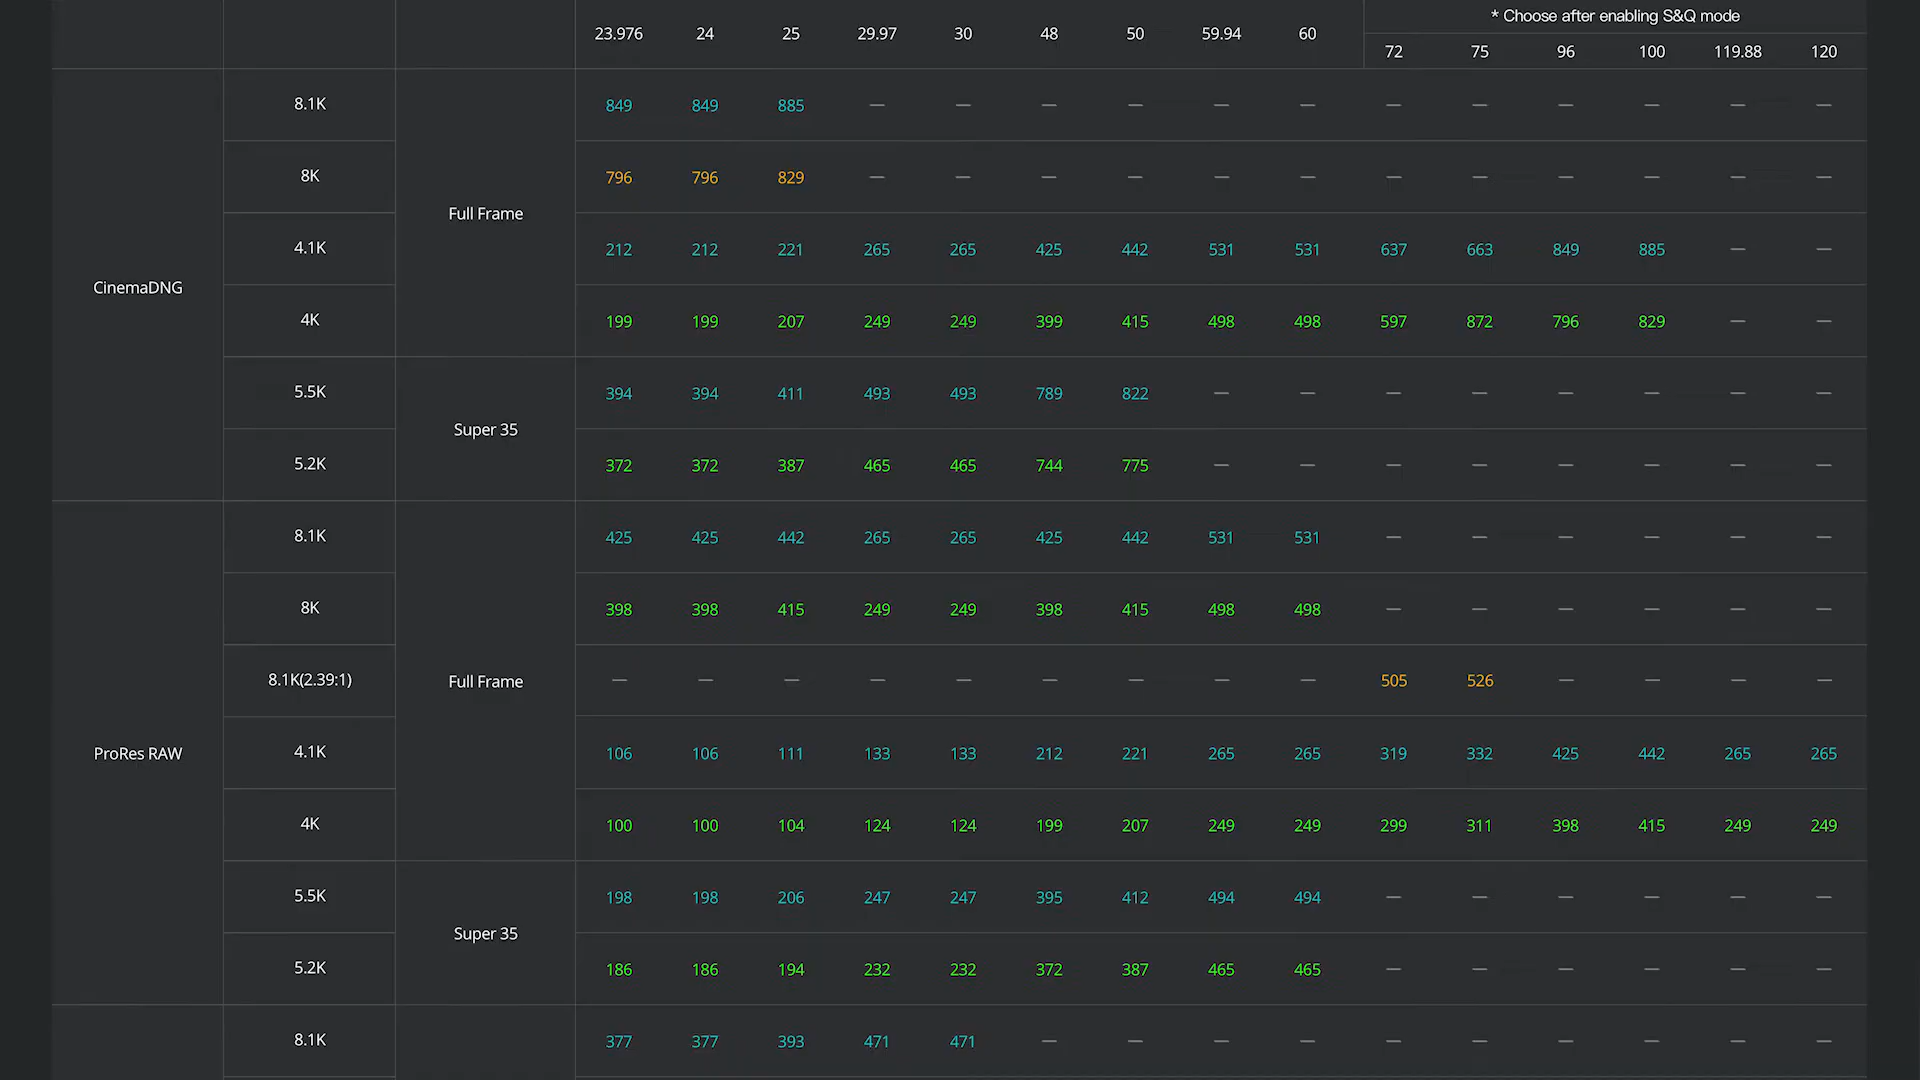 * Choose after enabling S&Q mode
23.976 24 25 29.97 30 48 50 59.94 60 72 75 96 100 119.88 120
CinemaDNG
Full Frame
8.1K 849 849 885 — — — — — — — — — — — —
8K 796 796 829 — — — — — — — — — — — —
4.1K 212 212 221 265 265 425 442 531 531 637 663 849 885 — —
4K 199 199 207 249 249 399 415 498 498 597 872 796 829 — —
Super 35
5.5K 394 394 411 493 493 789 822 — — — — — — — —
5.2K 372 372 387 465 465 744 775 — — — — — — — —
ProRes RAW
Full Frame
8.1K 425 425 442 265 265 425 442 531 531 — — — — — —
8K 398 398 415 249 249 398 415 498 498 — — — — — —
8.1K(2.39:1) — — — — — — — — — 505 526 — — — —
4.1K 106 106 111 133 133 212 221 265 265 319 332 425 442 265 265
4K 100 100 104 124 124 199 207 249 249 299 311 398 415 249 249
Super 35
5.5K 198 198 206 247 247 395 412 494 494 — — — — — —
5.2K 186 186 194 232 232 372 387 465 465 — — — — — —
8.1K 377 377 393 471 471 — — — — — — — — — —